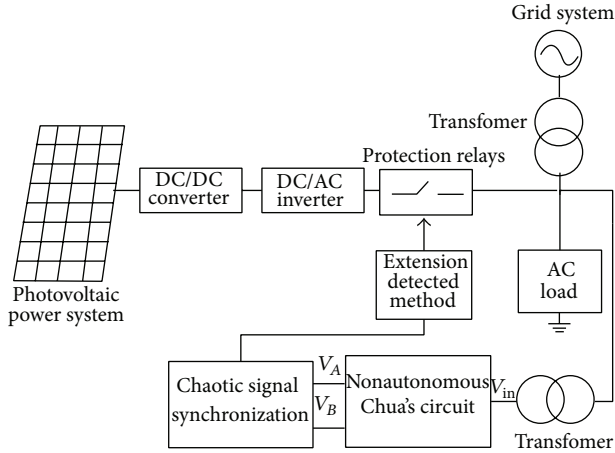 Grid system
Transfomer
Protection relays
DC/DC
converter
DC/AC
inverter
Photovoltaic
power system
Extension
detected
method
AC
load
Chaotic signal
synchronization
V_A
V_B
Nonautonomous
Chua's circuit
V_in
Transfomer